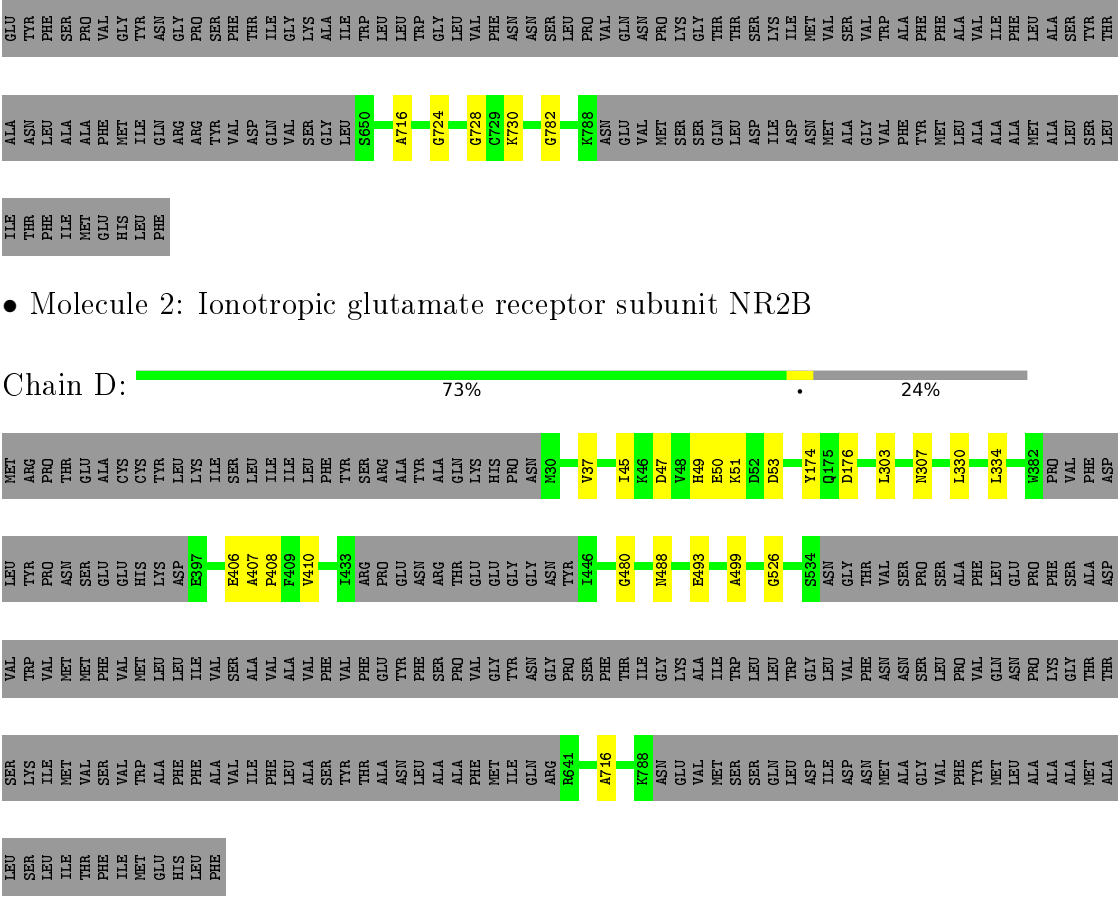 GLU TYR PHE SER PRO VAL GLY TYR ASN GLY PRO SER PHE THR ILE GLY LYS ALA ILE TRP LEU LEU TRP GLY LEU VAL PHE ASN ASN SER LEU PRO VAL GLN ASN PRO LYS GLY THR THR SER LYS ILE MET VAL SER VAL TRP ALA PHE PHE ALA VAL ILE PHE LEU ALA SER TYR THR
ALA ASN LEU ALA ALA PHE MET ILE GLN ARG ARG TYR VAL ASP GLN VAL SER GLY LEU S650 A716 G724 G728 C729 K730 G782 K788 ASN GLU VAL MET SER SER GLN LEU ASP ILE ASP ASN MET ALA GLY VAL PHE TYR MET LEU ALA ALA ALA MET ALA LEU SER LEU
ILE THR PHE ILE MET GLU HIS LEU PHE
• Molecule 2: Ionotropic glutamate receptor subunit NR2B
Chain D:
73% • 24%
MET ARG PRO THR GLU ALA CYS CYS TYR LEU LYS ILE SER LEU ILE ILE LEU PHE TYR SER ARG ALA TYR ALA GLN LYS HIS PRO ASN M30 V37 I45 K46 D47 V48 H49 E50 K51 D52 D53 Y174 Q175 D176 L303 N307 L330 L334 W382 PRO VAL PHE ASP
LEU TYR PRO ASN SER GLU GLU HIS LYS ASP E397 E406 A407 P408 F409 V410 I433 ARG PRO GLU ASN ARG THR GLU GLU GLY GLY ASN TYR I446 G480 N488 E493 A499 G526 S534 ASN GLY THR VAL SER PRO SER ALA PHE LEU GLU PRO PHE SER ALA ASP
VAL TRP VAL MET MET PHE VAL MET LEU LEU ILE VAL SER ALA VAL ALA VAL PHE VAL PHE GLU TYR PHE SER PRO VAL GLY TYR ASN GLY PRO SER PHE THR ILE GLY LYS ALA ILE TRP LEU LEU TRP GLY LEU VAL PHE ASN ASN SER LEU PRO VAL GLN ASN PRO LYS GLY THR THR
SER LYS ILE MET VAL SER VAL TRP ALA PHE PHE ALA VAL ILE PHE LEU ALA SER TYR THR ALA ASN LEU ALA ALA PHE MET ILE GLN ARG R641 A716 K788 ASN GLU VAL MET SER SER GLN LEU ASP ILE ASP ASN MET ALA GLY VAL PHE TYR MET LEU ALA ALA ALA MET ALA
LEU SER LEU ILE THR PHE ILE MET GLU HIS LEU PHE